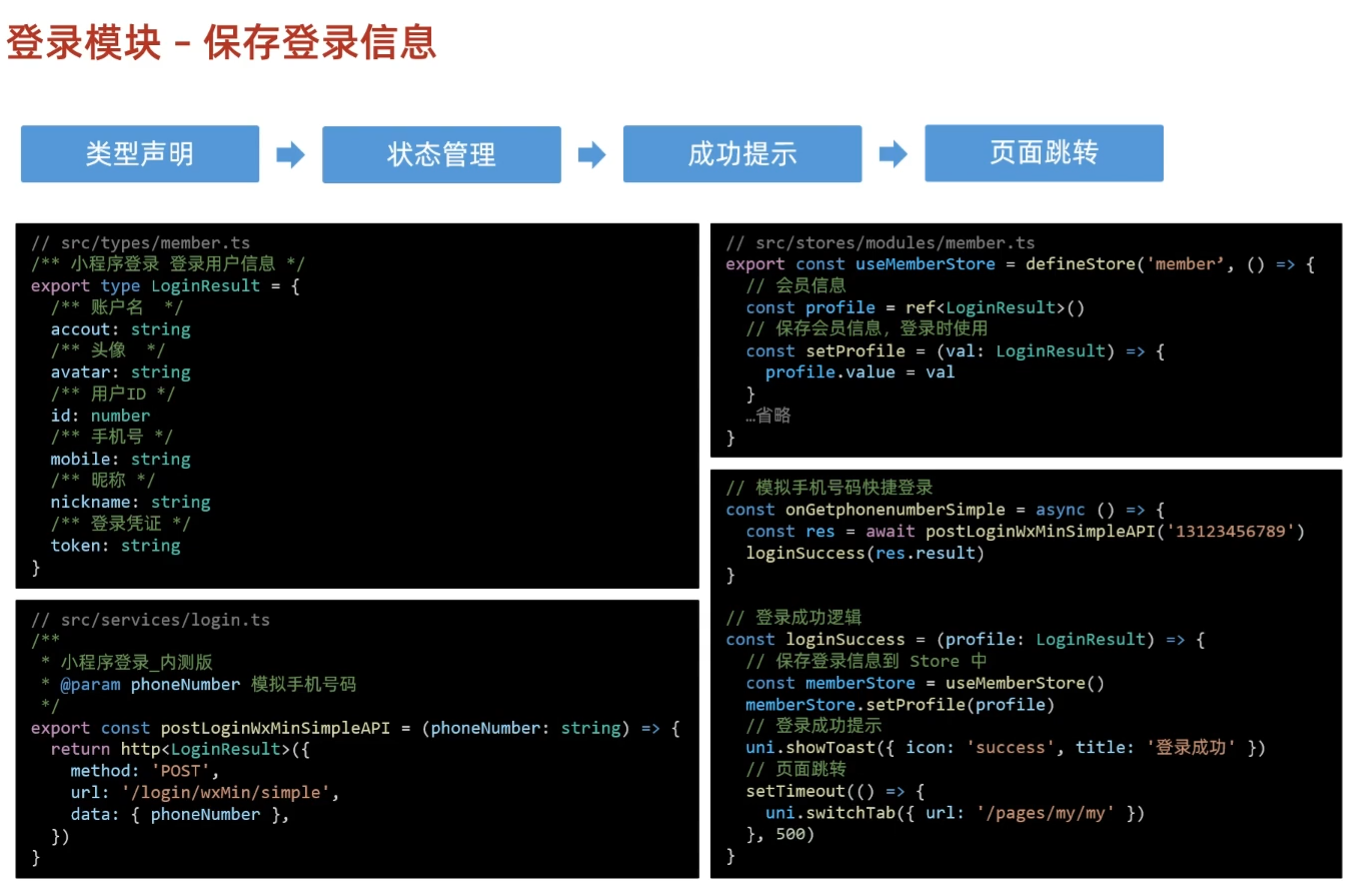 登录模块 - 保存登录信息
类型声明
状态管理
成功提示
页面跳转
// src/types/member.ts
/** 小程序登录 登录用户信息 */
export type LoginResult = {
  /** 账户名  */
  accout: string
  /** 头像  */
  avatar: string
  /** 用户ID */
  id: number
  /** 手机号 */
  mobile: string
  /** 昵称 */
  nickname: string
  /** 登录凭证 */
  token: string
}
// src/services/login.ts
/**
 * 小程序登录_内测版
 * @param phoneNumber 模拟手机号码
 */
export const postLoginWxMinSimpleAPI = (phoneNumber: string) => {
  return http<LoginResult>({
    method: 'POST',
    url: '/login/wxMin/simple',
    data: { phoneNumber },
  })
}
// src/stores/modules/member.ts
export const useMemberStore = defineStore('member’, () => {
  // 会员信息
  const profile = ref<LoginResult>()
  // 保存会员信息，登录时使用
  const setProfile = (val: LoginResult) => {
    profile.value = val
  }
  …省略
}
// 模拟手机号码快捷登录
const onGetphonenumberSimple = async () => {
  const res = await postLoginWxMinSimpleAPI('13123456789')
  loginSuccess(res.result)
}
// 登录成功逻辑
const loginSuccess = (profile: LoginResult) => {
  // 保存登录信息到 Store 中
  const memberStore = useMemberStore()
  memberStore.setProfile(profile)
  // 登录成功提示
  uni.showToast({ icon: 'success', title: '登录成功' })
  // 页面跳转
  setTimeout(() => {
    uni.switchTab({ url: '/pages/my/my' })
  }, 500)
}